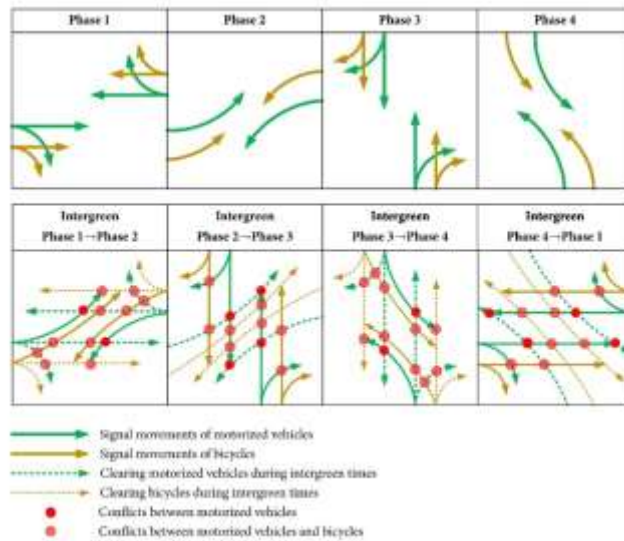 Phase 1
Phase 2
Phase 3
Phase 4
Intergreen
Phase 1→Phase 2
Intergreen
Phase 2→Phase 3
Intergreen
Phase 3→Phase 4
Intergreen
Phase 4→Phase 1
Signal movements of motorized vehicles
Signal movements of bicycles
Clearing motorized vehicles during intergreen times
Clearing bicycles during intergreen times
Conflicts between motorized vehicles
Conflicts between motorized vehicles and bicycles